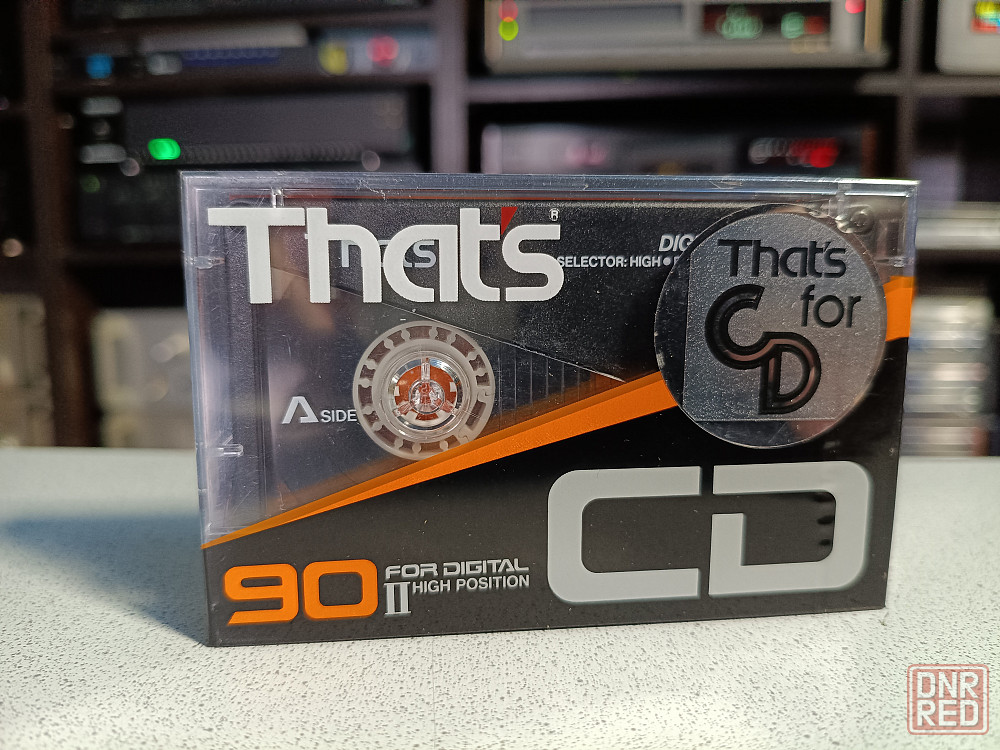 That's®
DIG
SELECTOR: HIGH●
That's
for
CD
A SIDE
CD
90
FOR DIGITAL
II HIGH POSITION
DNR
RED